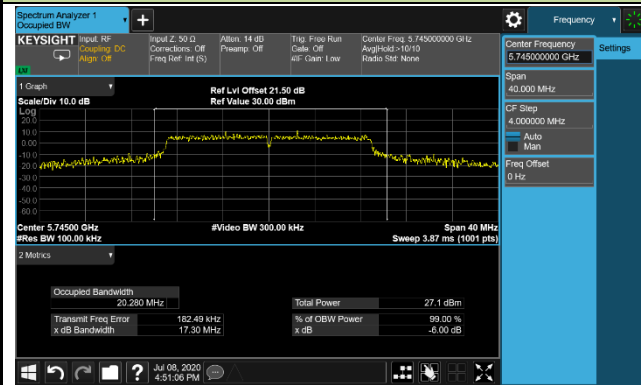 Spectrum Analyzer 1
Occupied BW
Frequency
KEYSIGHT
Input: RF
Coupling: DC
Align: Off
Input Z: 50 Ω
Corrections: Off
Freq Ref: Int (S)
Atten: 14 dB
Preamp: Off
Trig: Free Run
Gate: Off
#IF Gain: Low
Center Freq: 5.745000000 GHz
Avg|Hold:>10/10
Radio Std: None
LXI
1 Graph
Scale/Div 10.0 dB
Ref Lvl Offset 21.50 dB
Ref Value 30.00 dBm
Log
20.0
10.0
0.00
-10.0
-20.0
-30.0
-40.0
-50.0
-60.0
Center 5.74500 GHz
#Video BW 300.00 kHz
Span 40 MHz
#Res BW 100.00 kHz
Sweep 3.87 ms (1001 pts)
2 Metrics
Occupied Bandwidth
20.280 MHz
Total Power 27.1 dBm
Transmit Freq Error 182.49 kHz
% of OBW Power 99.00 %
x dB Bandwidth 17.30 MHz
x dB -6.00 dB
Center Frequency
5.745000000 GHz
Settings
Span
40.000 MHz
CF Step
4.000000 MHz
Auto
Man
Freq Offset
0 Hz
Jul 08, 2020
4:51:06 PM